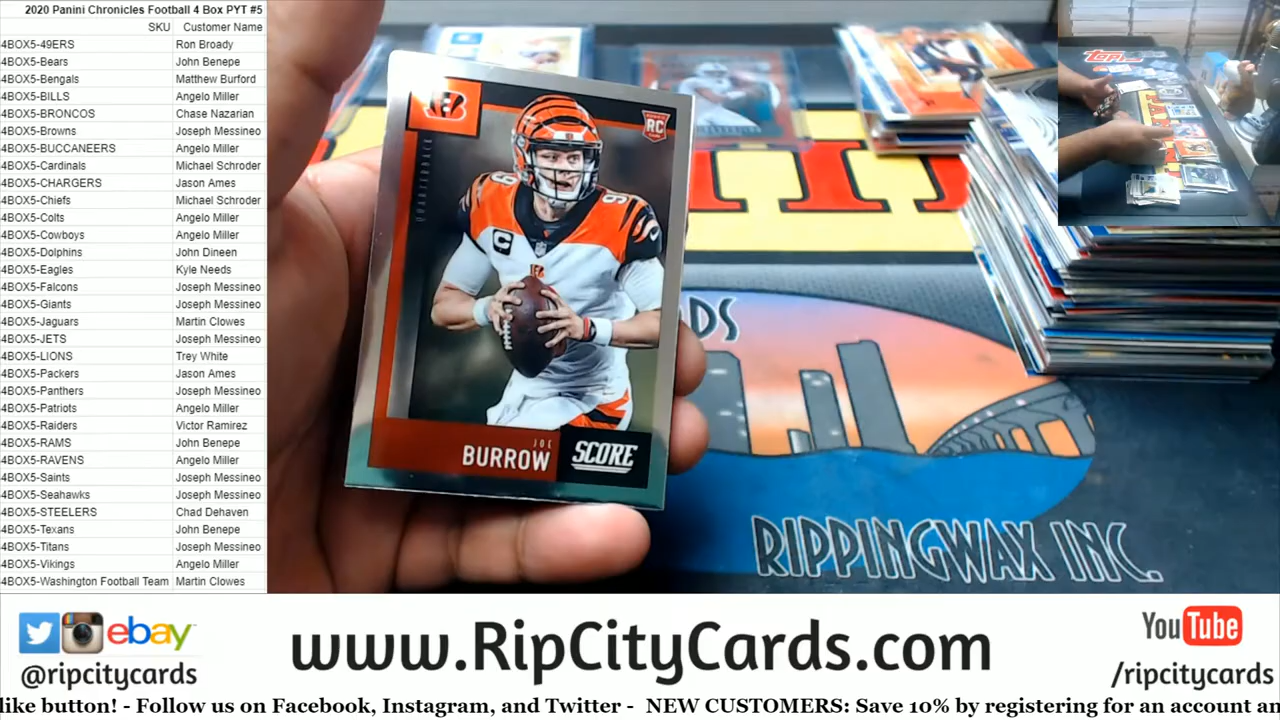 2020 Panini Chronicles Football 4 Box PYT #5
SKU Customer Name
4BOX5-49ERS Ron Broady
4BOX5-Bears John Benepe
4BOX5-Bengals Matthew Burford
4BOX5-BILLS Angelo Miller
4BOX5-BRONCOS Chase Nazarian
4BOX5-Browns Joseph Messineo
4BOX5-BUCCANEERS Angelo Miller
4BOX5-Cardinals Michael Schroder
4BOX5-CHARGERS Jason Ames
4BOX5-Chiefs Michael Schroder
4BOX5-Colts Angelo Miller
4BOX5-Cowboys Angelo Miller
4BOX5-Dolphins John Dineen
4BOX5-Eagles Kyle Needs
4BOX5-Falcons Joseph Messineo
4BOX5-Giants Joseph Messineo
4BOX5-Jaguars Martin Clowes
4BOX5-JETS Joseph Messineo
4BOX5-LIONS Trey White
4BOX5-Packers Jason Ames
4BOX5-Panthers Joseph Messineo
4BOX5-Patriots Angelo Miller
4BOX5-Raiders Victor Ramirez
4BOX5-RAMS John Benepe
4BOX5-RAVENS Angelo Miller
4BOX5-Saints Joseph Messineo
4BOX5-Seahawks Joseph Messineo
4BOX5-STEELERS Chad Dehaven
4BOX5-Texans John Benepe
4BOX5-Titans Joseph Messineo
4BOX5-Vikings Angelo Miller
4BOX5-Washington Football Team Martin Clowes
RC
QUARTERBACK
C
9
JOE
BURROW
SCORE
DS
RIPPINGWAX INC.
ebay
@ripcitycards
www.RipCityCards.com
YouTube
/ripcitycards
like button! - Follow us on Facebook, Instagram, and Twitter - NEW CUSTOMERS: Save 10% by registering for an account an